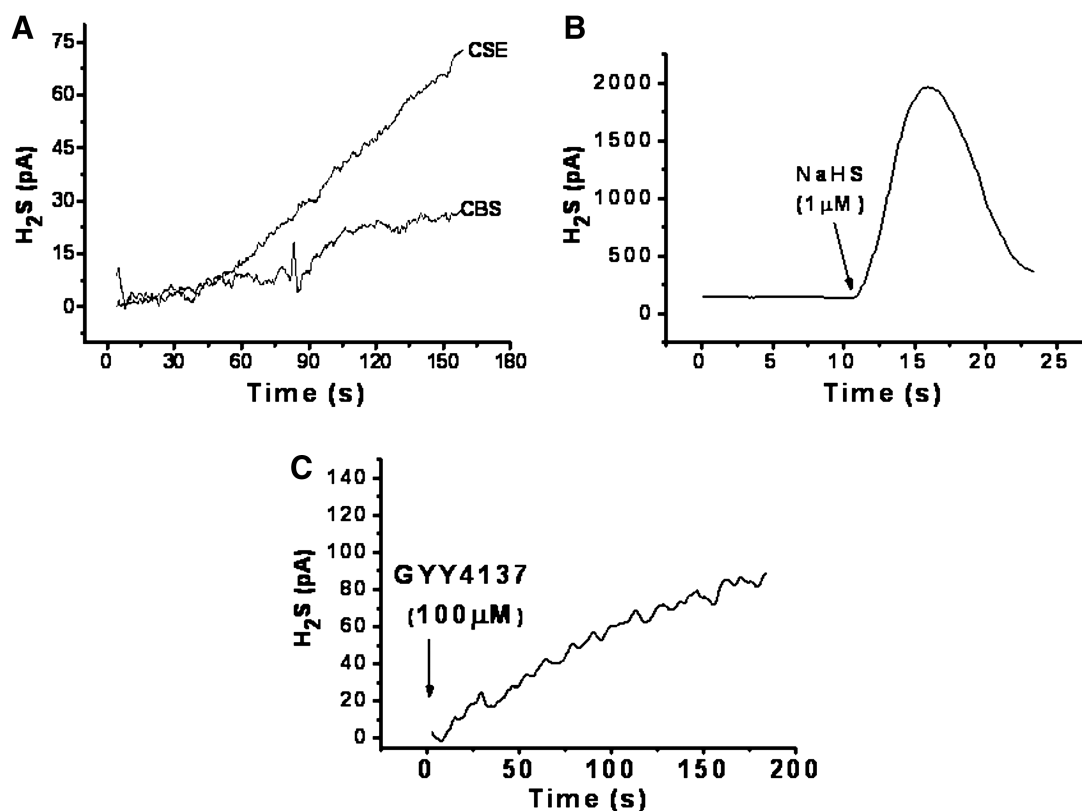 A
75
60
45
30
15
0
H2S (pA)
CSE
CBS
0 30 60 90 120 150 180
Time (s)
B
2000
1500
1000
500
0
H2S (pA)
NaHS
(1 μM)
0 5 10 15 20 25
Time (s)
C
140
120
100
80
60
40
20
0
H2S (pA)
GYY4137
(100 μM)
0 50 100 150 200
Time (s)